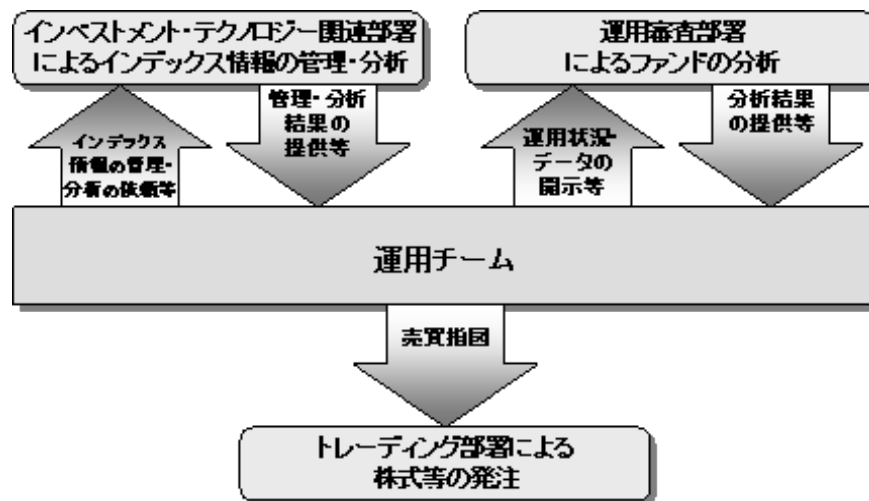 インベストメント・テクノロジー関連部署
によるインデックス情報の管理・分析
運用審査部署
によるファンドの分析
インデックス
情報の管理・
分析の依頼等
管理・分析
結果の
提供等
運用状況・
データの
開示等
分析結果
の提供等
運用チーム
売買指図
トレーディング部署による
株式等の発注